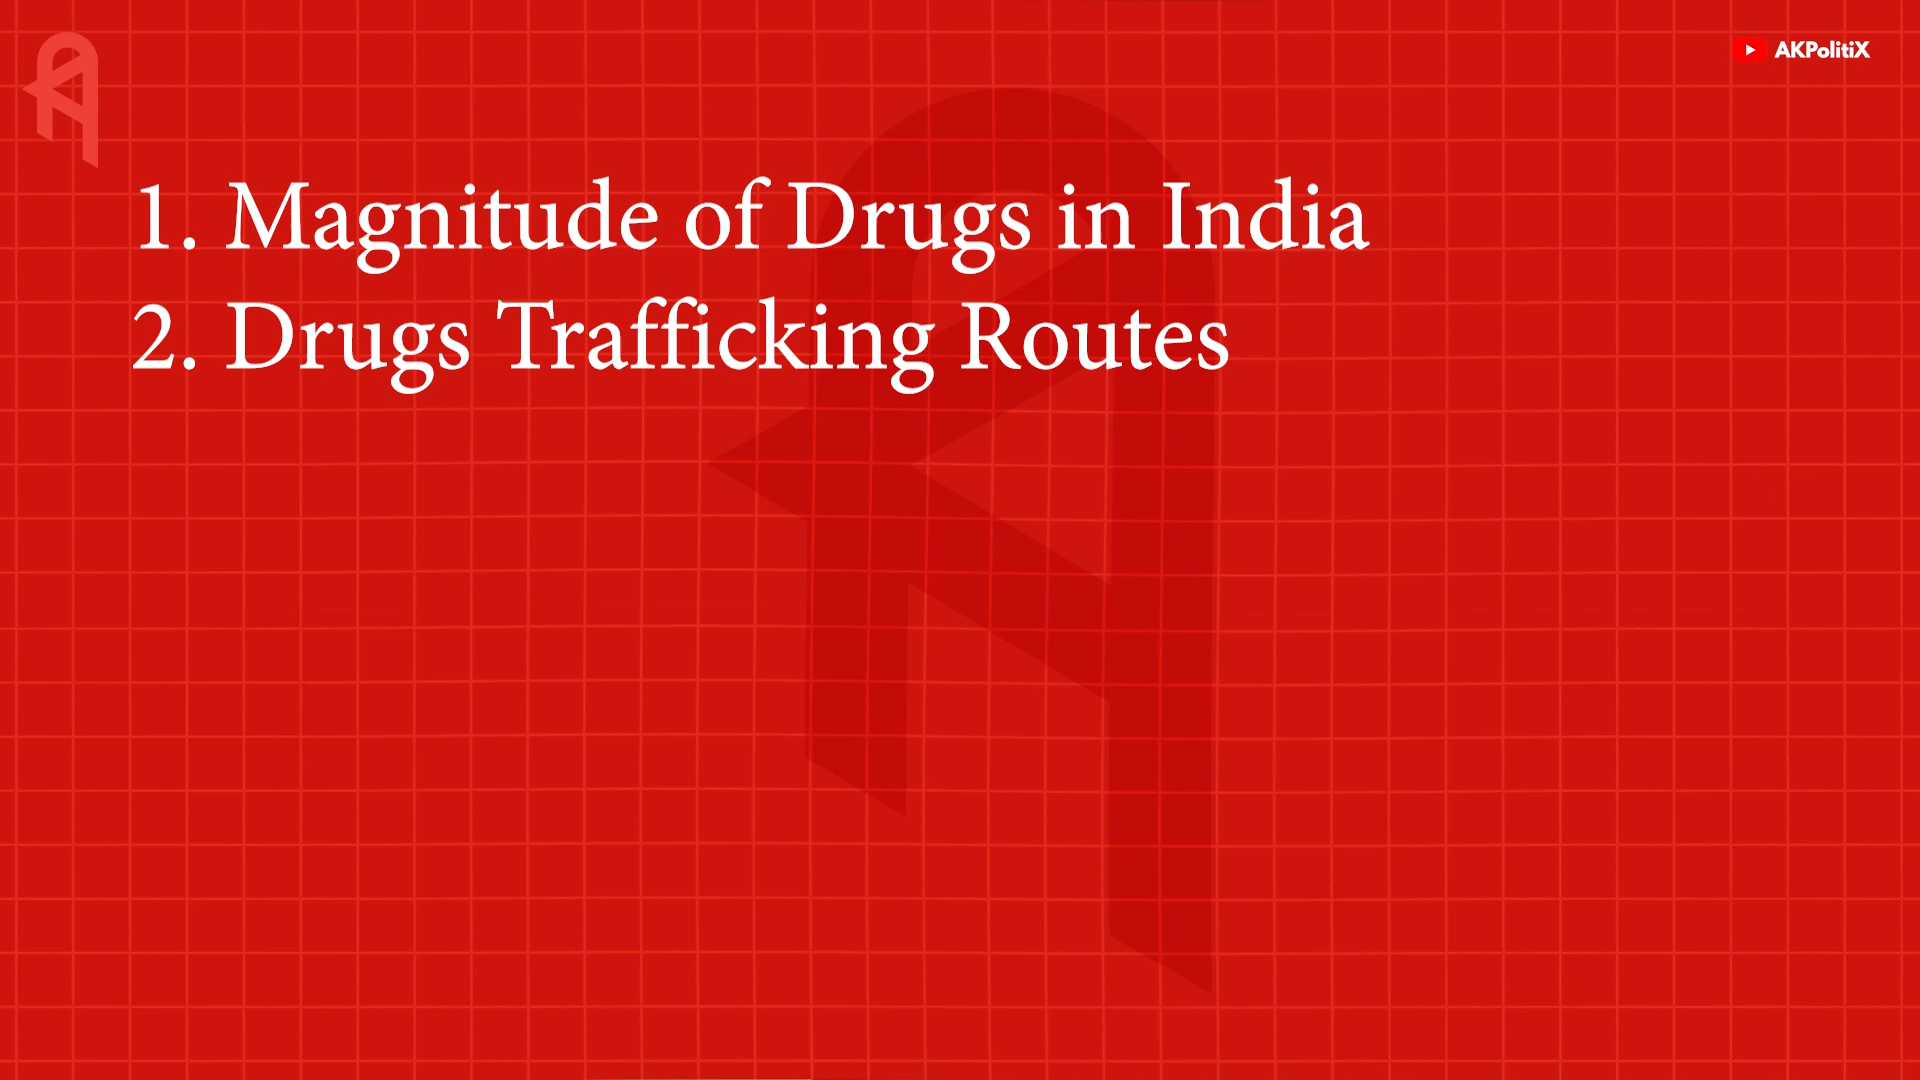 AKPolitiX
1. Magnitude of Drugs in India
2. Drugs Trafficking Routes